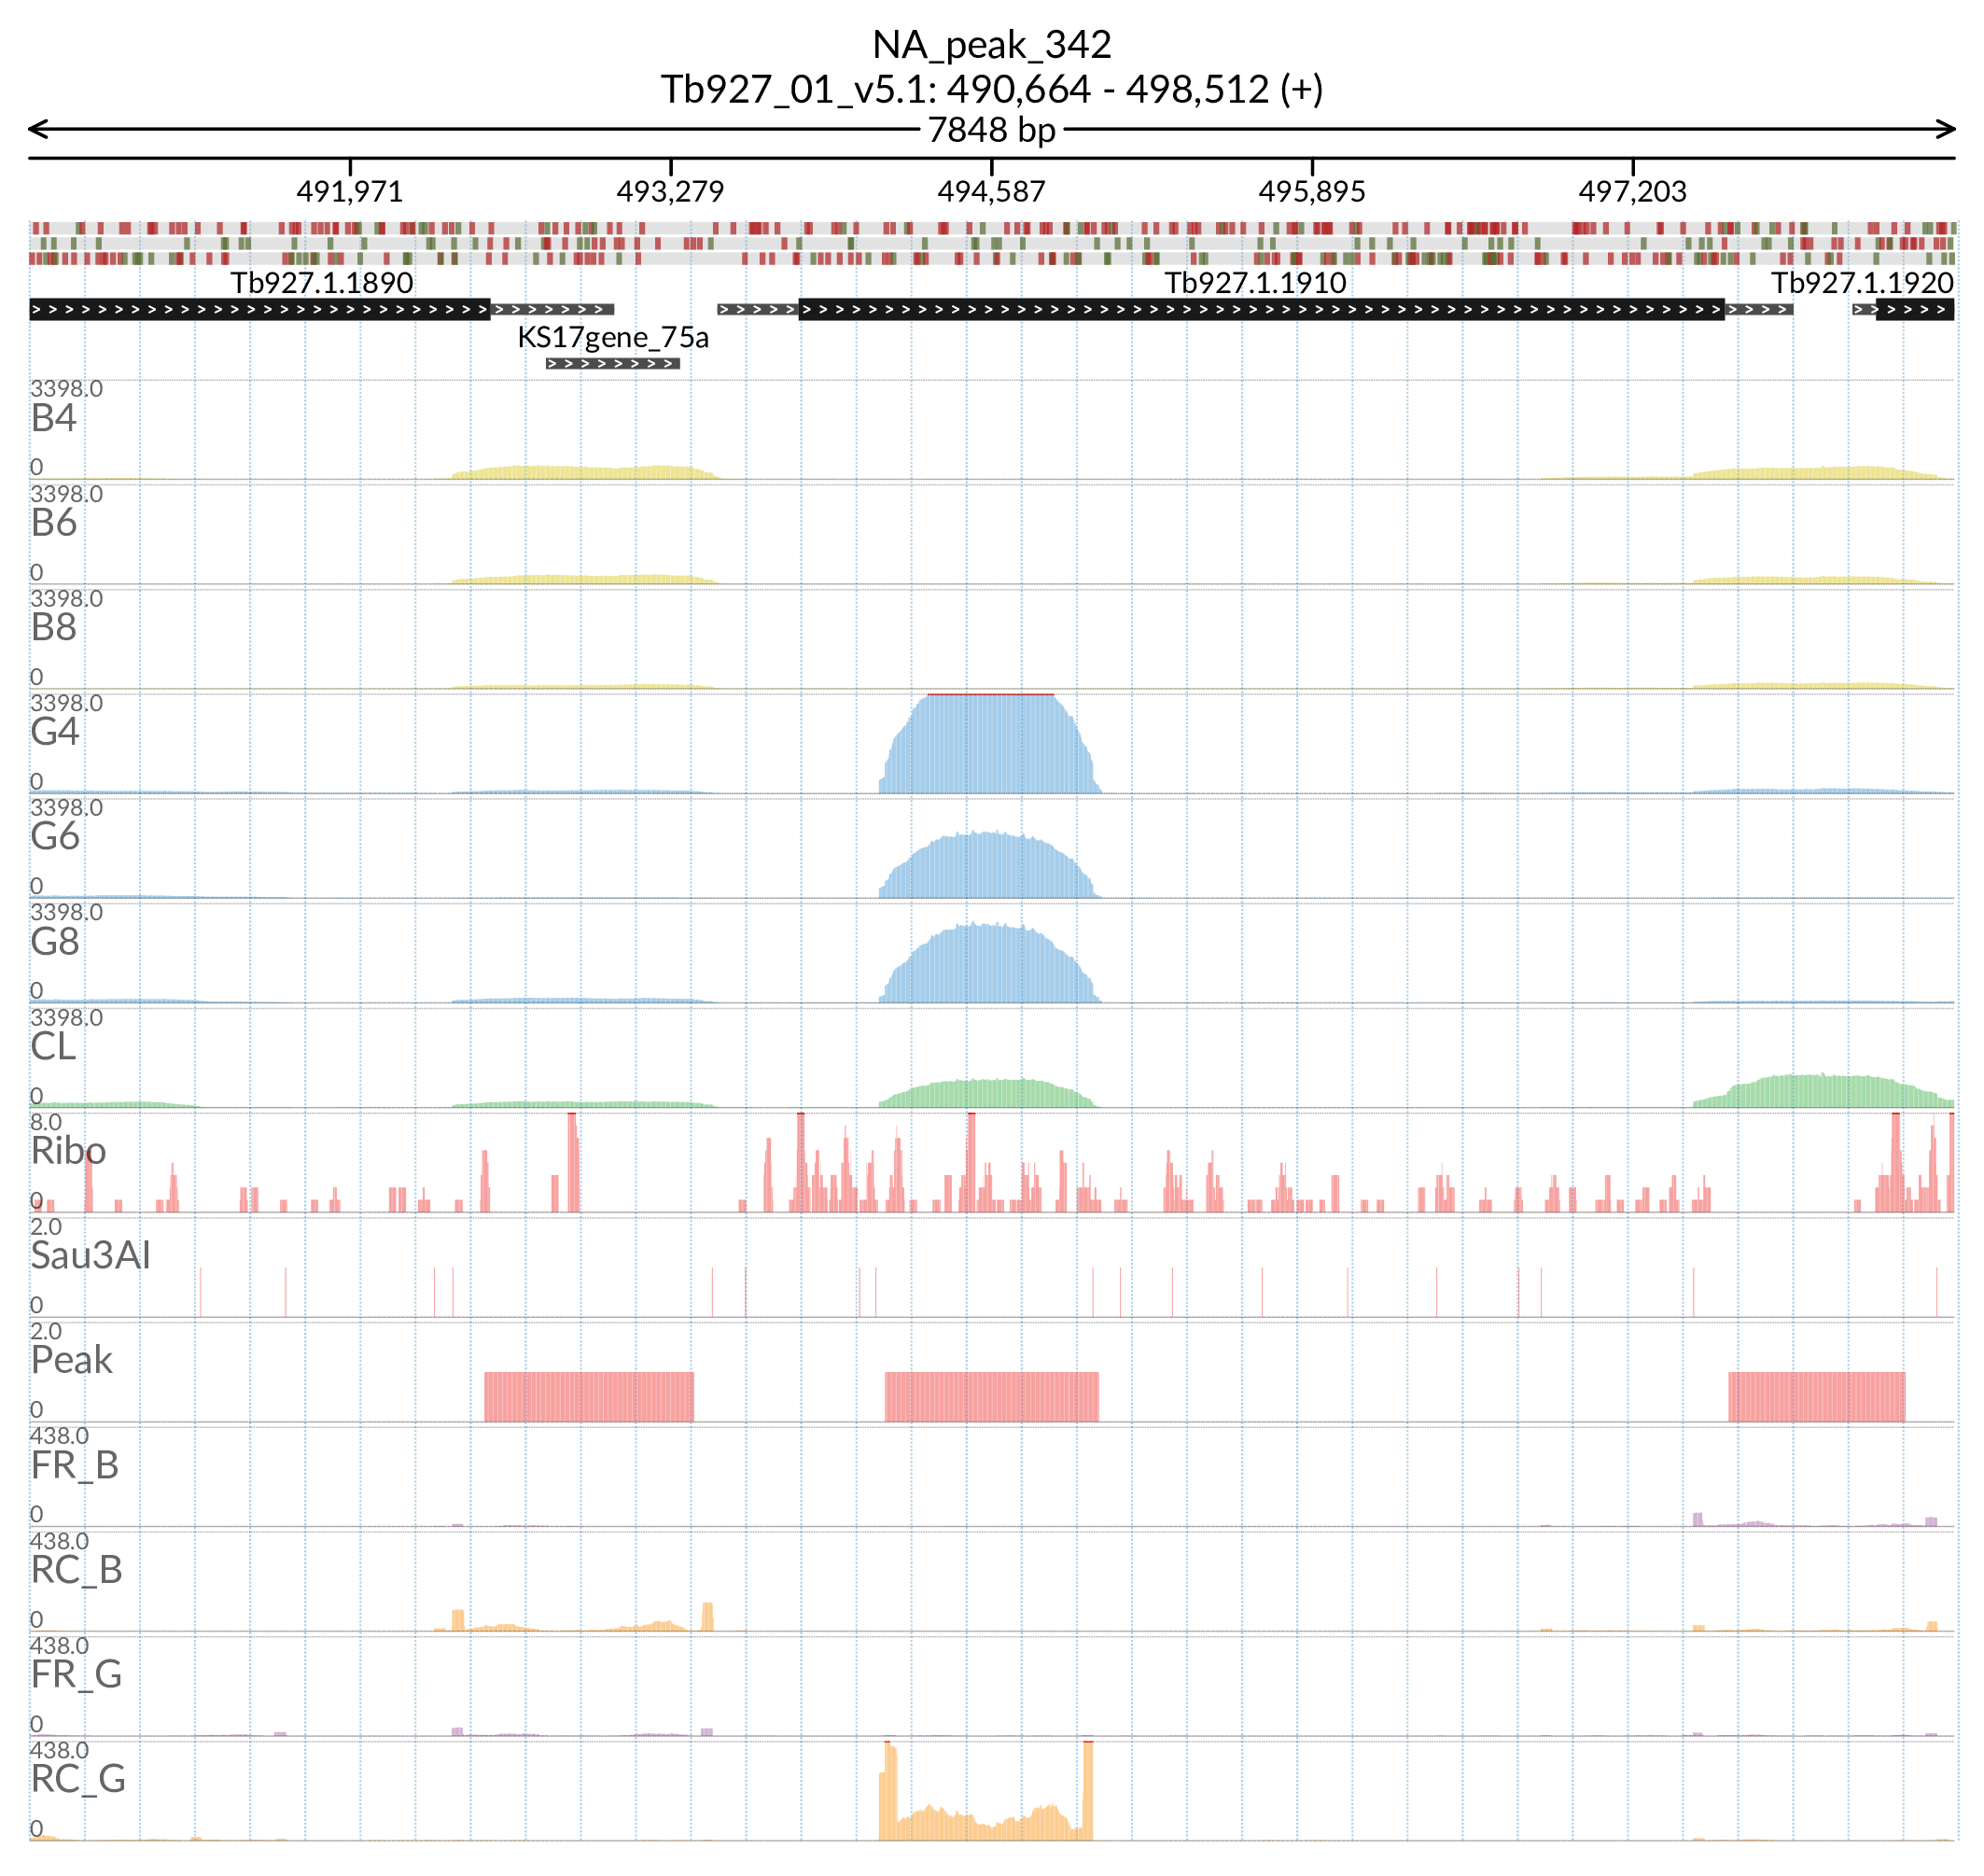 NA_peak_342
Tb927_01_v5.1: 490,664 - 498,512 (+)
7848 bp
491,971 493,279 494,587 495,895 497,203
Tb927.1.1890 Tb927.1.1910 Tb927.1.1920
KS17gene_75a
3398.0
B4
0
3398.0
B6
0
3398.0
B8
0
3398.0
G4
0
3398.0
G6
0
3398.0
G8
0
3398.0
CL
0
8.0
Ribo
0
2.0
Sau3AI
0
2.0
Peak
0
438.0
FR_B
0
438.0
RC_B
0
438.0
FR_G
0
438.0
RC_G
0